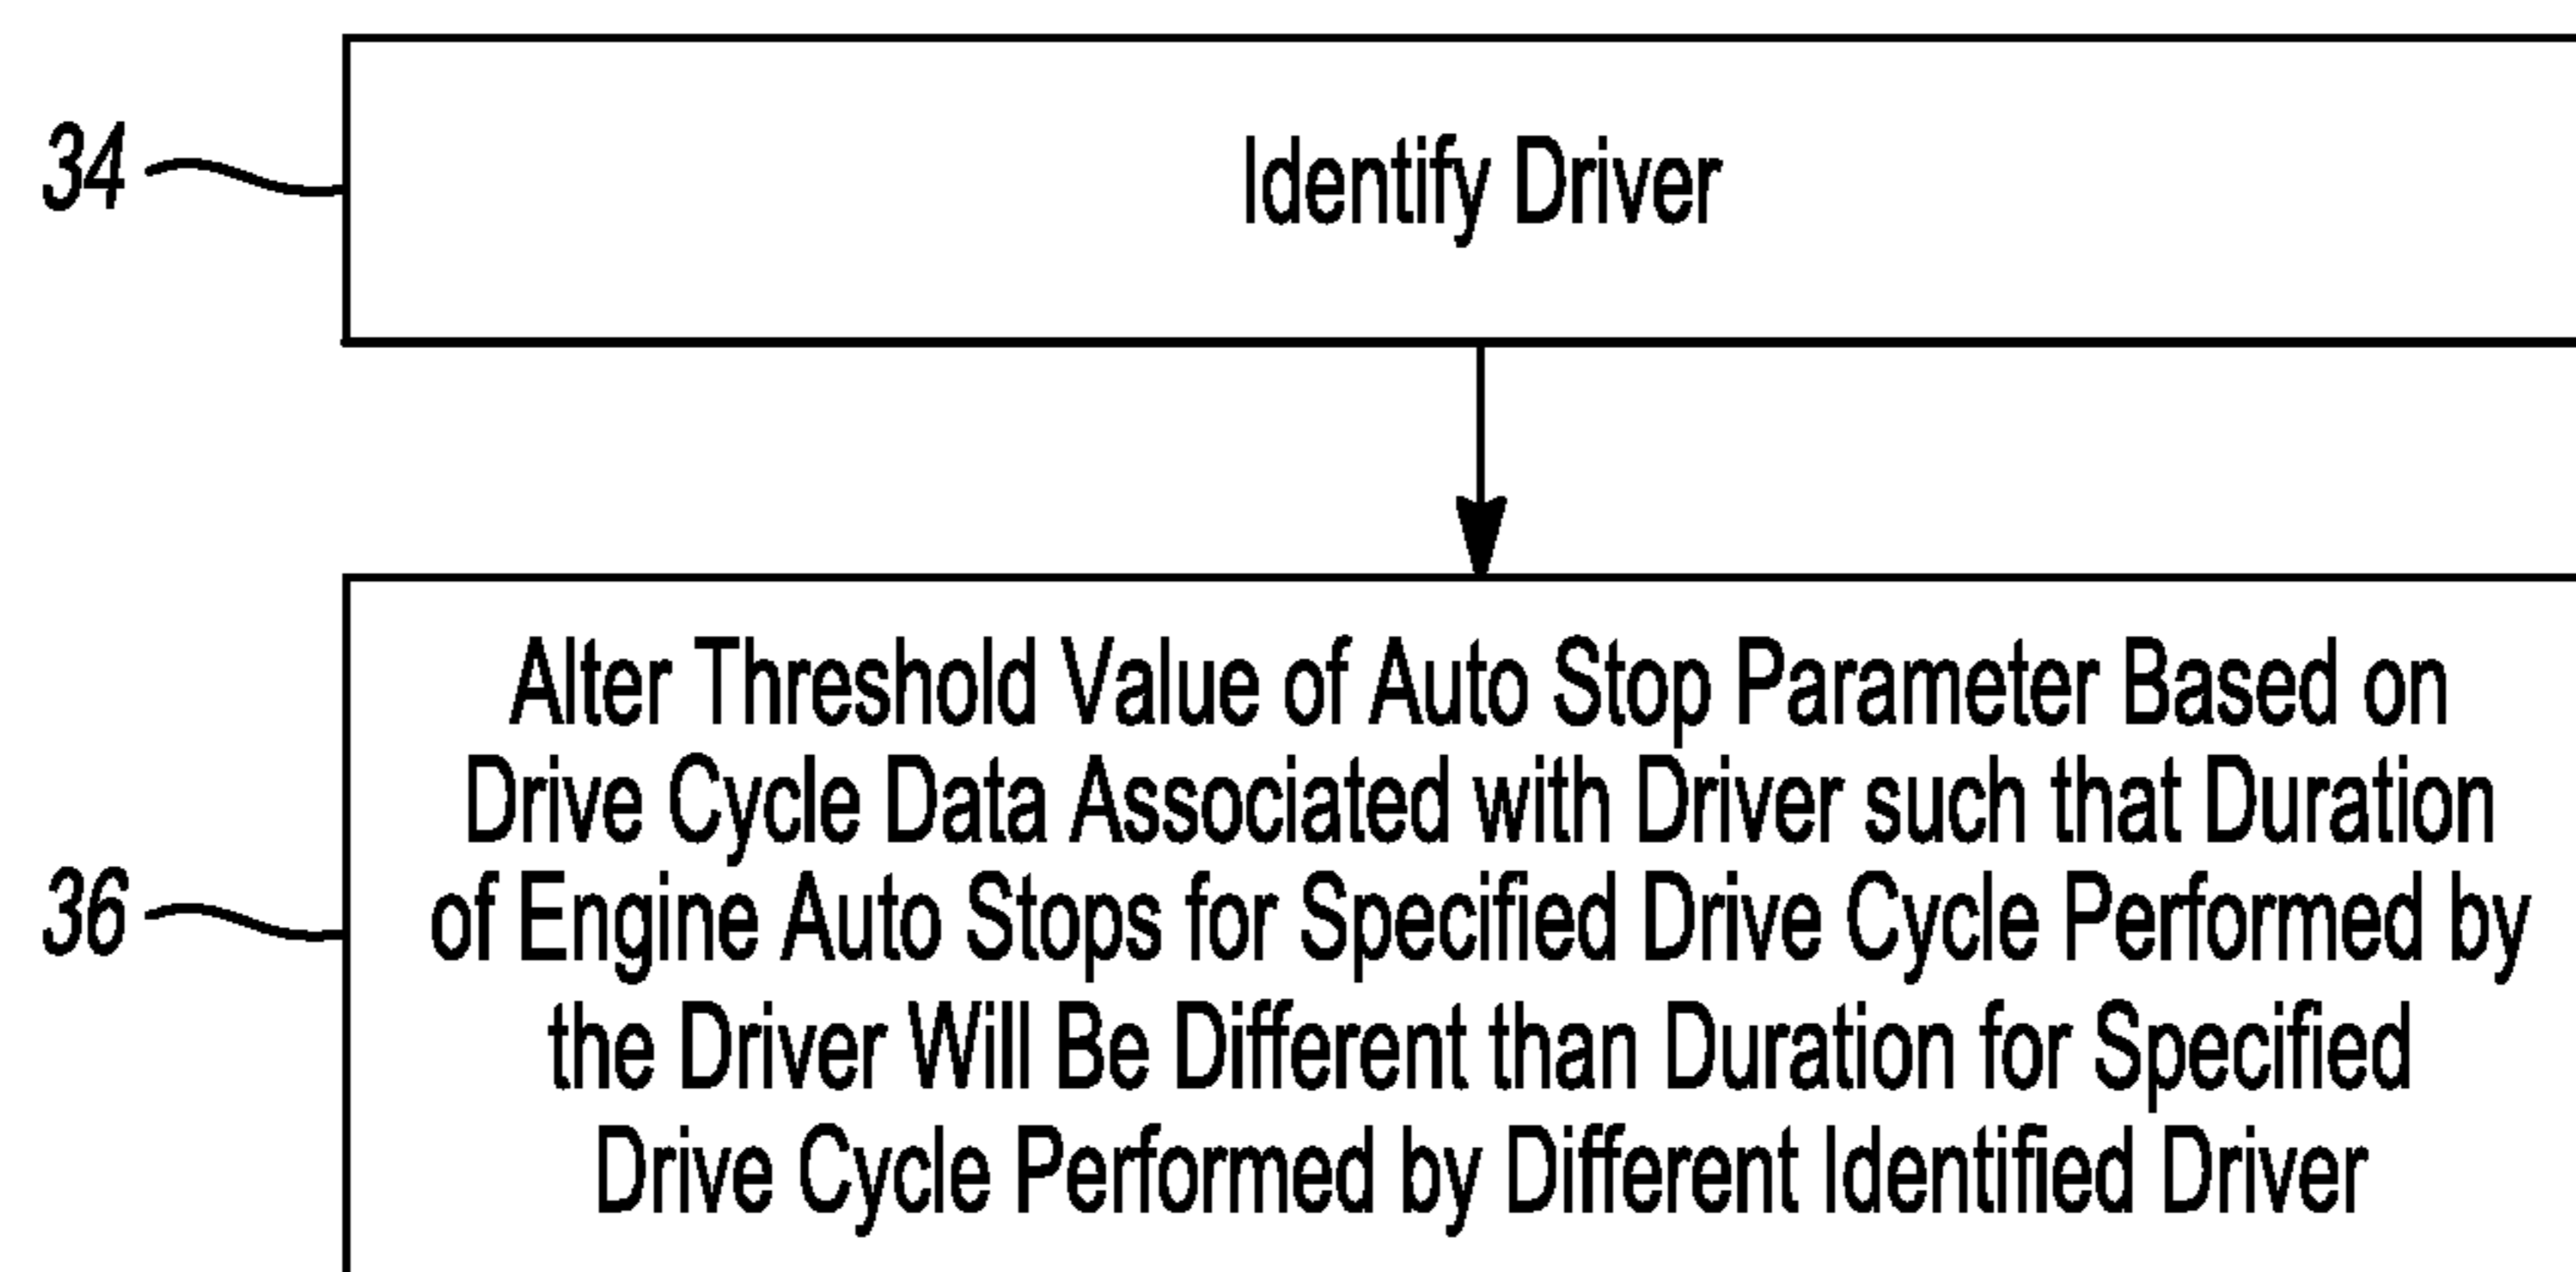 34
Identify Driver
36
Alter Threshold Value of Auto Stop Parameter Based on
Drive Cycle Data Associated with Driver such that Duration
of Engine Auto Stops for Specified Drive Cycle Performed by
the Driver Will Be Different than Duration for Specified
Drive Cycle Performed by Different Identified Driver